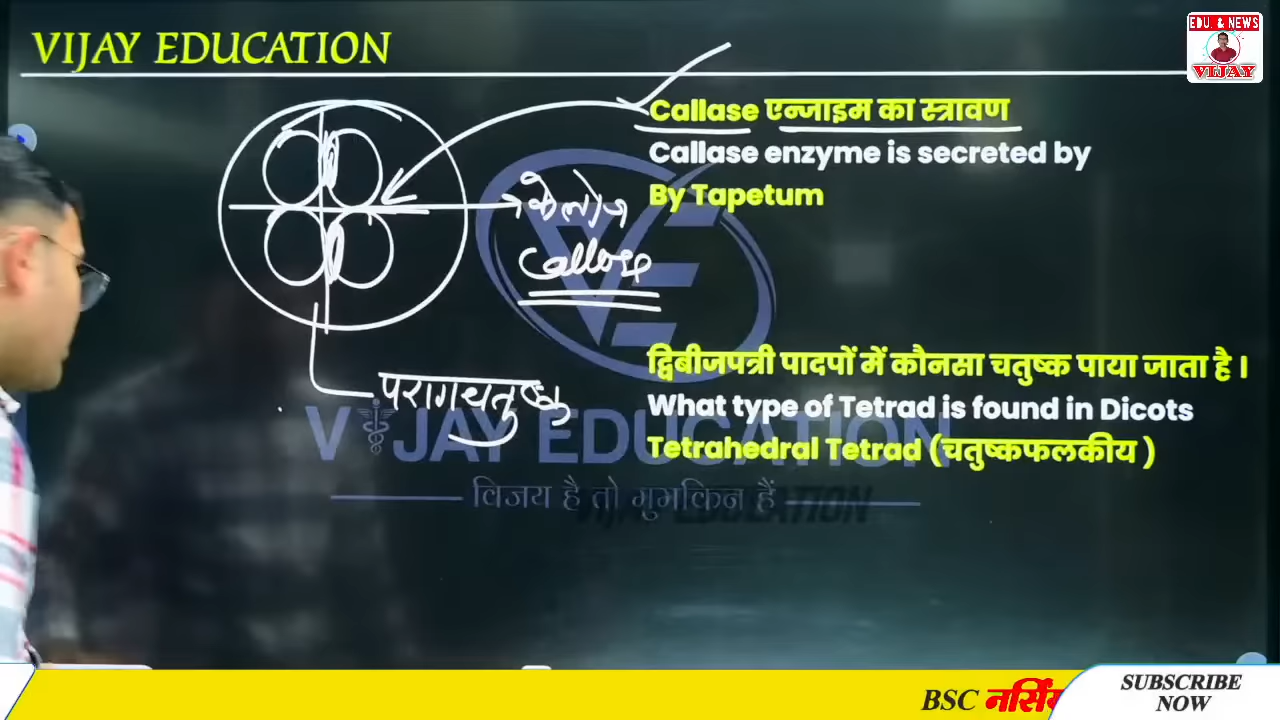 VIJAY EDUCATION
EDU. & NEWS
VIJAY
Callase एन्जाइम का स्त्रावण
Callase enzyme is secreted by
By Tapetum
केलोज
Callose
द्विबीजपत्री पादपों में कौनसा चतुष्क पाया जाता है ।
What type of Tetrad is found in Dicots
Tetrahedral Tetrad (चतुष्कफलकीय )
परागचतुष्क
VIJAY EDUCATION
विजय है तो मुमकिन हैं
BSC नर्सिंग
SUBSCRIBE
NOW